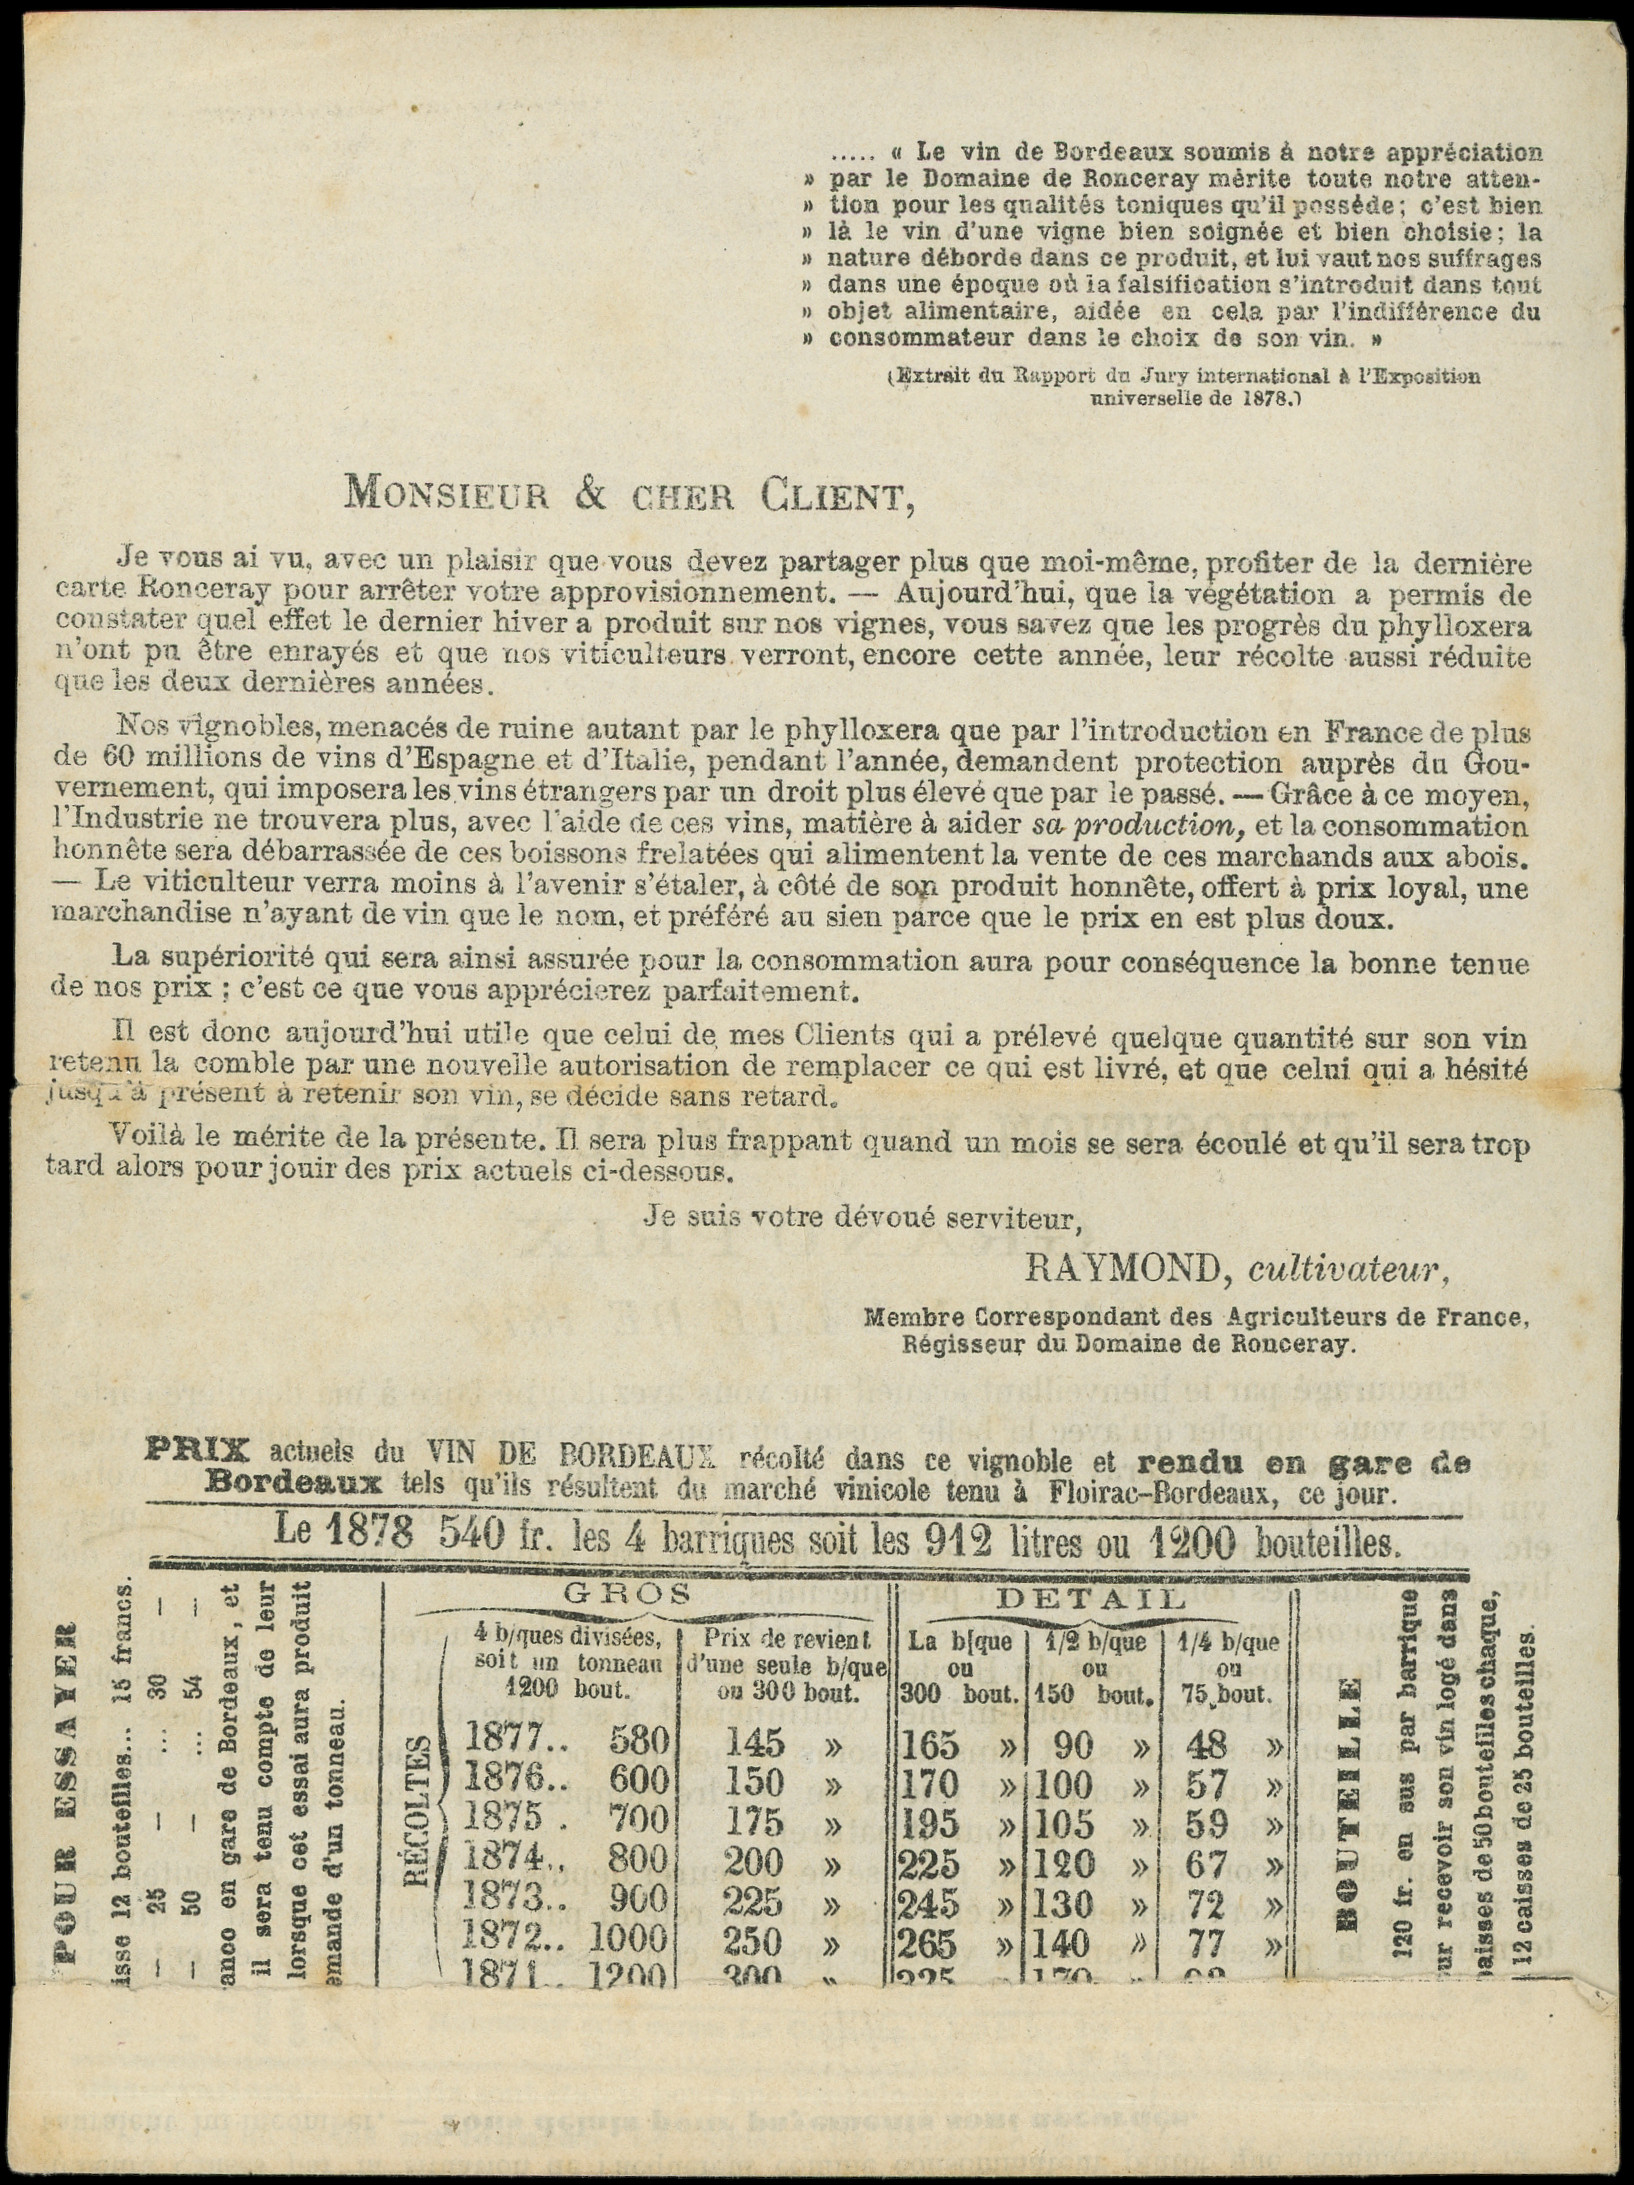 ..... « Le vin de Bordeaux soumis à notre appréciation
» par le Domaine de Ronceray mérite toute notre atten-
» tion pour les qualités toniques qu'il possède; c'est bien
» là le vin d'une vigne bien soignée et bien choisie; la
» nature déborde dans ce produit, et lui vaut nos suffrages
» dans une époque où la falsification s'introduit dans tout
» objet alimentaire, aidée en cela par l'indifférence du
» consommateur dans le choix de son vin. »
(Extrait du Rapport du Jury international à l'Exposition
universelle de 1878.)
MONSIEUR & CHER CLIENT,
Je vous ai vu, avec un plaisir que vous devez partager plus que moi-même, profiter de la dernière
carte Ronceray pour arrêter votre approvisionnement. — Aujourd'hui, que la végétation a permis de
constater quel effet le dernier hiver a produit sur nos vignes, vous savez que les progrès du phylloxera
n'ont pu être enrayés et que nos viticulteurs verront, encore cette année, leur récolte aussi réduite
que les deux dernières années.
Nos vignobles, menacés de ruine autant par le phylloxera que par l'introduction en France de plus
de 60 millions de vins d'Espagne et d'Italie, pendant l'année, demandent protection auprès du Gou-
vernement, qui imposera les vins étrangers par un droit plus élevé que par le passé. — Grâce à ce moyen,
l'Industrie ne trouvera plus, avec l'aide de ces vins, matière à aider sa production, et la consommation
honnête sera débarrassée de ces boissons frelatées qui alimentent la vente de ces marchands aux abois.
— Le viticulteur verra moins à l'avenir s'étaler, à côté de son produit honnête, offert à prix loyal, une
marchandise n'ayant de vin que le nom, et préféré au sien parce que le prix en est plus doux.
La supériorité qui sera ainsi assurée pour la consommation aura pour conséquence la bonne tenue
de nos prix ; c'est ce que vous apprécierez parfaitement.
Il est donc aujourd'hui utile que celui de mes Clients qui a prélevé quelque quantité sur son vin
retenu la comble par une nouvelle autorisation de remplacer ce qui est livré, et que celui qui a hésité
jusqu'à présent à retenir son vin, se décide sans retard.
Voilà le mérite de la présente. Il sera plus frappant quand un mois se sera écoulé et qu'il sera trop
tard alors pour jouir des prix actuels ci-dessous.
Je suis votre dévoué serviteur,
RAYMOND, cultivateur,
Membre Correspondant des Agriculteurs de France,
Régisseur du Domaine de Ronceray.
PRIX actuels du VIN DE BORDEAUX récolté dans ce vignoble et rendu en gare de
Bordeaux tels qu'ils résultent du marché vinicole tenu à Floirac-Bordeaux, ce jour.
Le 1878 540 fr. les 4 barriques soit les 912 litres ou 1200 bouteilles.
POUR ESSAYER
isse 12 bouteilles... 15 francs.
— 25 — ... 30 —
— 50 — ... 54 —
anco en gare de Bordeaux, et
il sera tenu compte de leur
lorsque cet essai aura produit
emande d'un tonneau.
GROS DETAIL
4 b/ques divisées, Prix de revient La b[que 1/2 b/que 1/4 b/que
soit un tonneau d'une seule b/que ou ou ou
1200 bout. ou 300 bout. 300 bout. 150 bout. 75 bout.
RÉCOLTES
1877.. 580 145 » 165 » 90 » 48 »
1876.. 600 150 » 170 » 100 » 57 »
1875 . 700 175 » 195 » 105 » 59 »
1874.. 800 200 » 225 » 120 » 67 »
1873.. 900 225 » 245 » 130 » 72 »
1872.. 1000 250 » 265 » 140 » 77 »
1871.. 1200 300 »
BOUTEILLE
120 fr. en sus par barrique
ur recevoir son vin logé dans
aisses de 50 bouteilles chaque,
12 caisses de 25 bouteilles.